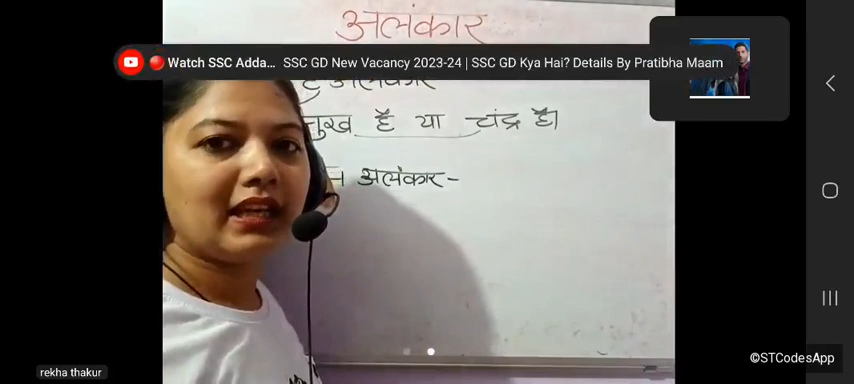 अलंकार
Watch SSC Adda... SSC GD New Vacancy 2023-24 | SSC GD Kya Hai? Details By Pratibha Maam
अलंकार
मुख है या चंद्र है।
अलंकार -
rekha thakur
©STCodesApp